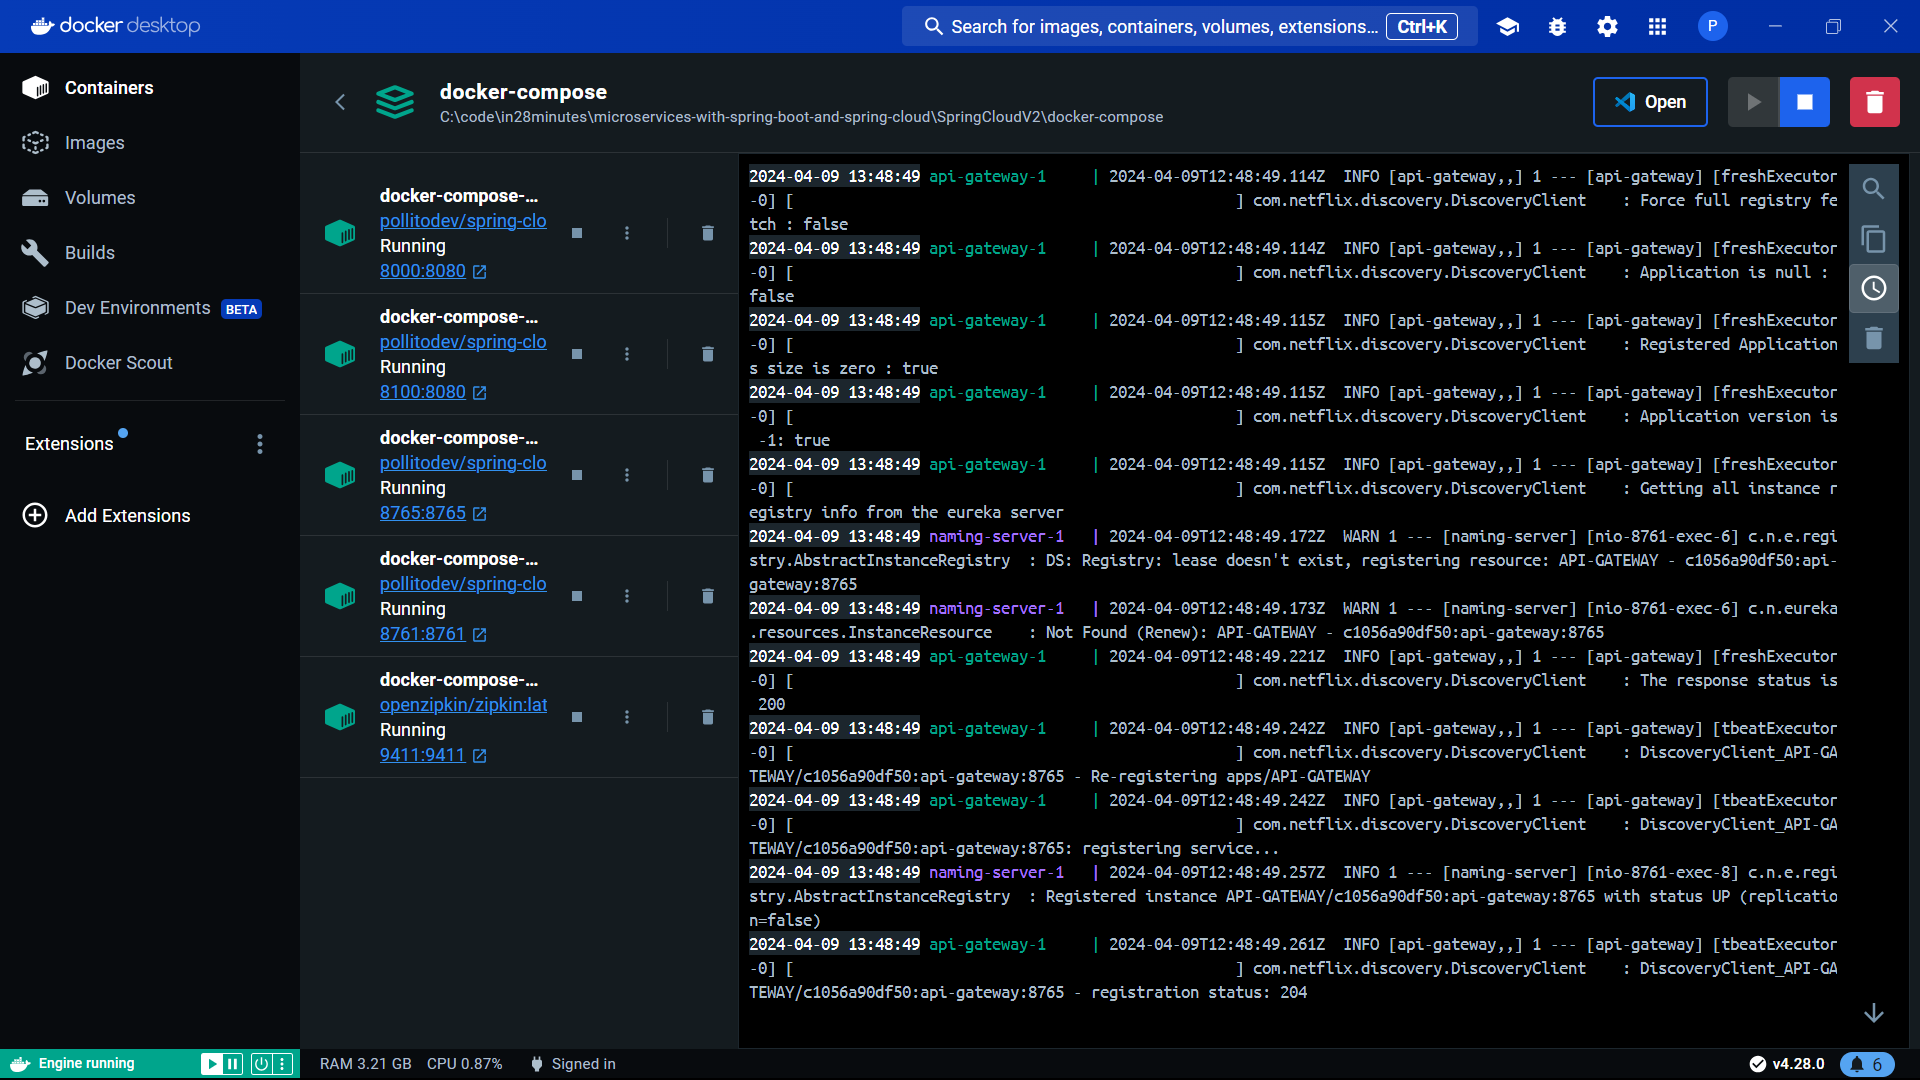 docker desktop
Search for images, containers, volumes, extensions... Ctrl+K
P
Containers
Images
Volumes
Builds
Dev Environments BETA
Docker Scout
Extensions
Add Extensions
docker-compose
C:\code\in28minutes\microservices-with-spring-boot-and-spring-cloud\SpringCloudV2\docker-compose
Open
docker-compose-...
pollitodev/spring-clo
Running
8000:8080
docker-compose-...
pollitodev/spring-clo
Running
8100:8080
docker-compose-...
pollitodev/spring-clo
Running
8765:8765
docker-compose-...
pollitodev/spring-clo
Running
8761:8761
docker-compose-...
openzipkin/zipkin:lat
Running
9411:9411
2024-04-09 13:48:49 api-gateway-1 | 2024-04-09T12:48:49.114Z INFO [api-gateway,,] 1 --- [api-gateway] [freshExecutor
-0] [ ] com.netflix.discovery.DiscoveryClient : Force full registry fe
tch : false
2024-04-09 13:48:49 api-gateway-1 | 2024-04-09T12:48:49.114Z INFO [api-gateway,,] 1 --- [api-gateway] [freshExecutor
-0] [ ] com.netflix.discovery.DiscoveryClient : Application is null :
false
2024-04-09 13:48:49 api-gateway-1 | 2024-04-09T12:48:49.115Z INFO [api-gateway,,] 1 --- [api-gateway] [freshExecutor
-0] [ ] com.netflix.discovery.DiscoveryClient : Registered Application
s size is zero : true
2024-04-09 13:48:49 api-gateway-1 | 2024-04-09T12:48:49.115Z INFO [api-gateway,,] 1 --- [api-gateway] [freshExecutor
-0] [ ] com.netflix.discovery.DiscoveryClient : Application version is
-1: true
2024-04-09 13:48:49 api-gateway-1 | 2024-04-09T12:48:49.115Z INFO [api-gateway,,] 1 --- [api-gateway] [freshExecutor
-0] [ ] com.netflix.discovery.DiscoveryClient : Getting all instance r
egistry info from the eureka server
2024-04-09 13:48:49 naming-server-1 | 2024-04-09T12:48:49.172Z WARN 1 --- [naming-server] [nio-8761-exec-6] c.n.e.regi
stry.AbstractInstanceRegistry : DS: Registry: lease doesn't exist, registering resource: API-GATEWAY - c1056a90df50:api-
gateway:8765
2024-04-09 13:48:49 naming-server-1 | 2024-04-09T12:48:49.173Z WARN 1 --- [naming-server] [nio-8761-exec-6] c.n.eureka
.resources.InstanceResource : Not Found (Renew): API-GATEWAY - c1056a90df50:api-gateway:8765
2024-04-09 13:48:49 api-gateway-1 | 2024-04-09T12:48:49.221Z INFO [api-gateway,,] 1 --- [api-gateway] [freshExecutor
-0] [ ] com.netflix.discovery.DiscoveryClient : The response status is
200
2024-04-09 13:48:49 api-gateway-1 | 2024-04-09T12:48:49.242Z INFO [api-gateway,,] 1 --- [api-gateway] [tbeatExecutor
-0] [ ] com.netflix.discovery.DiscoveryClient : DiscoveryClient_API-GA
TEWAY/c1056a90df50:api-gateway:8765 - Re-registering apps/API-GATEWAY
2024-04-09 13:48:49 api-gateway-1 | 2024-04-09T12:48:49.242Z INFO [api-gateway,,] 1 --- [api-gateway] [tbeatExecutor
-0] [ ] com.netflix.discovery.DiscoveryClient : DiscoveryClient_API-GA
TEWAY/c1056a90df50:api-gateway:8765: registering service...
2024-04-09 13:48:49 naming-server-1 | 2024-04-09T12:48:49.257Z INFO 1 --- [naming-server] [nio-8761-exec-8] c.n.e.regi
stry.AbstractInstanceRegistry : Registered instance API-GATEWAY/c1056a90df50:api-gateway:8765 with status UP (replicatio
n=false)
2024-04-09 13:48:49 api-gateway-1 | 2024-04-09T12:48:49.261Z INFO [api-gateway,,] 1 --- [api-gateway] [tbeatExecutor
-0] [ ] com.netflix.discovery.DiscoveryClient : DiscoveryClient_API-GA
TEWAY/c1056a90df50:api-gateway:8765 - registration status: 204
Engine running
RAM 3.21 GB CPU 0.87% Signed in
v4.28.0
6